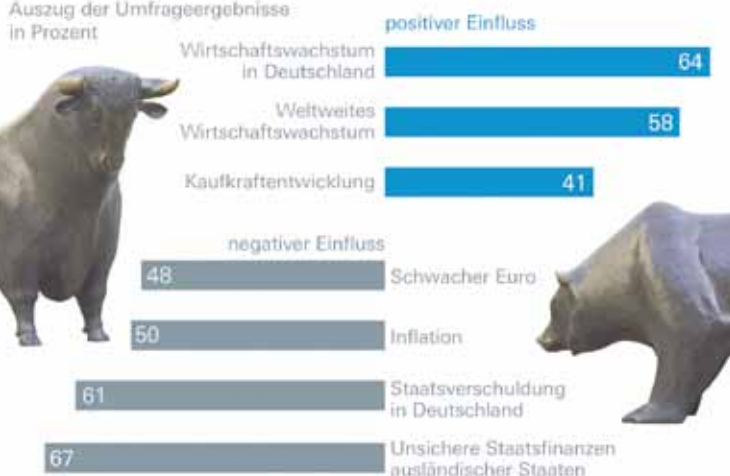 Auszug der Umfrageergebnisse
in Prozent
positiver Einfluss
Wirtschaftswachstum
in Deutschland
64
Weltweites
Wirtschaftswachstum
58
Kaufkraftentwicklung
41
negativer Einfluss
48
Schwacher Euro
50
Inflation
61
Staatsverschuldung
in Deutschland
67
Unsichere Staatsfinanzen
ausländischer Staaten